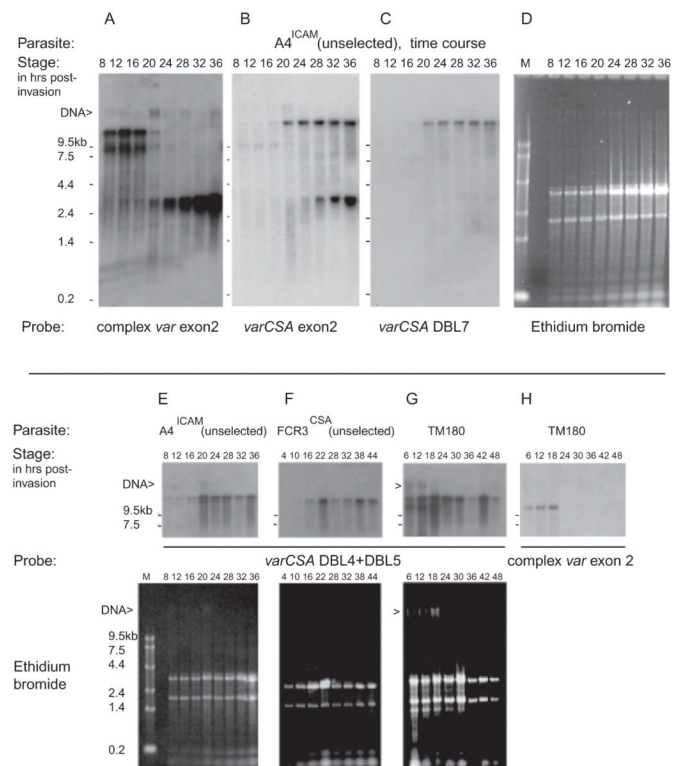 A B C D
Parasite: A4ICAM(unselected), time course
Stage: 8 12 16 20 24 28 32 36 8 12 16 20 24 28 32 36 8 12 16 20 24 28 32 36 M 8 12 16 20 24 28 32 36
in hrs post-
invasion
DNA>
9.5kb
7.5
4.4
2.4
1.4
0.2
Probe: complex var exon2 varCSA exon2 varCSA DBL7 Ethidium bromide
E F G H
Parasite: A4ICAM(unselected) FCR3CSA(unselected) TM180 TM180
Stage: 8 12 16 20 24 28 32 36 4 10 16 22 28 32 38 44 6 12 18 24 30 36 42 48 6 12 18 24 30 36 42 48
in hrs post-
invasion
DNA> >
9.5kb
7.5
Probe: varCSA DBL4+DBL5 complex var exon 2
M 8 12 16 20 24 28 32 36 4 10 16 22 28 32 38 44 6 12 18 24 30 36 42 48
DNA> >
9.5kb
7.5
4.4
Ethidium
bromide
2.4
1.4
0.2